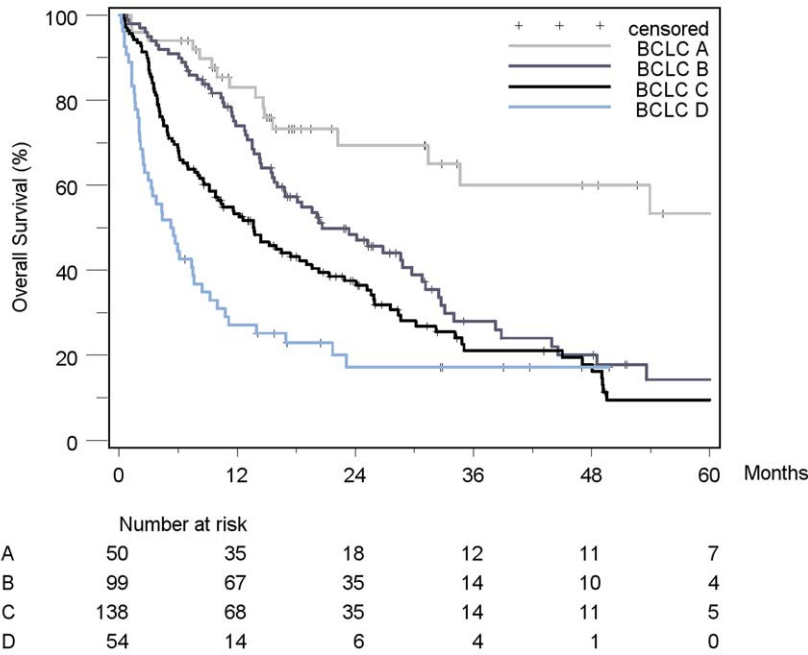 100
80
60
40
20
0
Overall Survival (%)
+ + + censored
BCLC A
BCLC B
BCLC C
BCLC D
0 12 24 36 48 60 Months
Number at risk
A 50 35 18 12 11 7
B 99 67 35 14 10 4
C 138 68 35 14 11 5
D 54 14 6 4 1 0